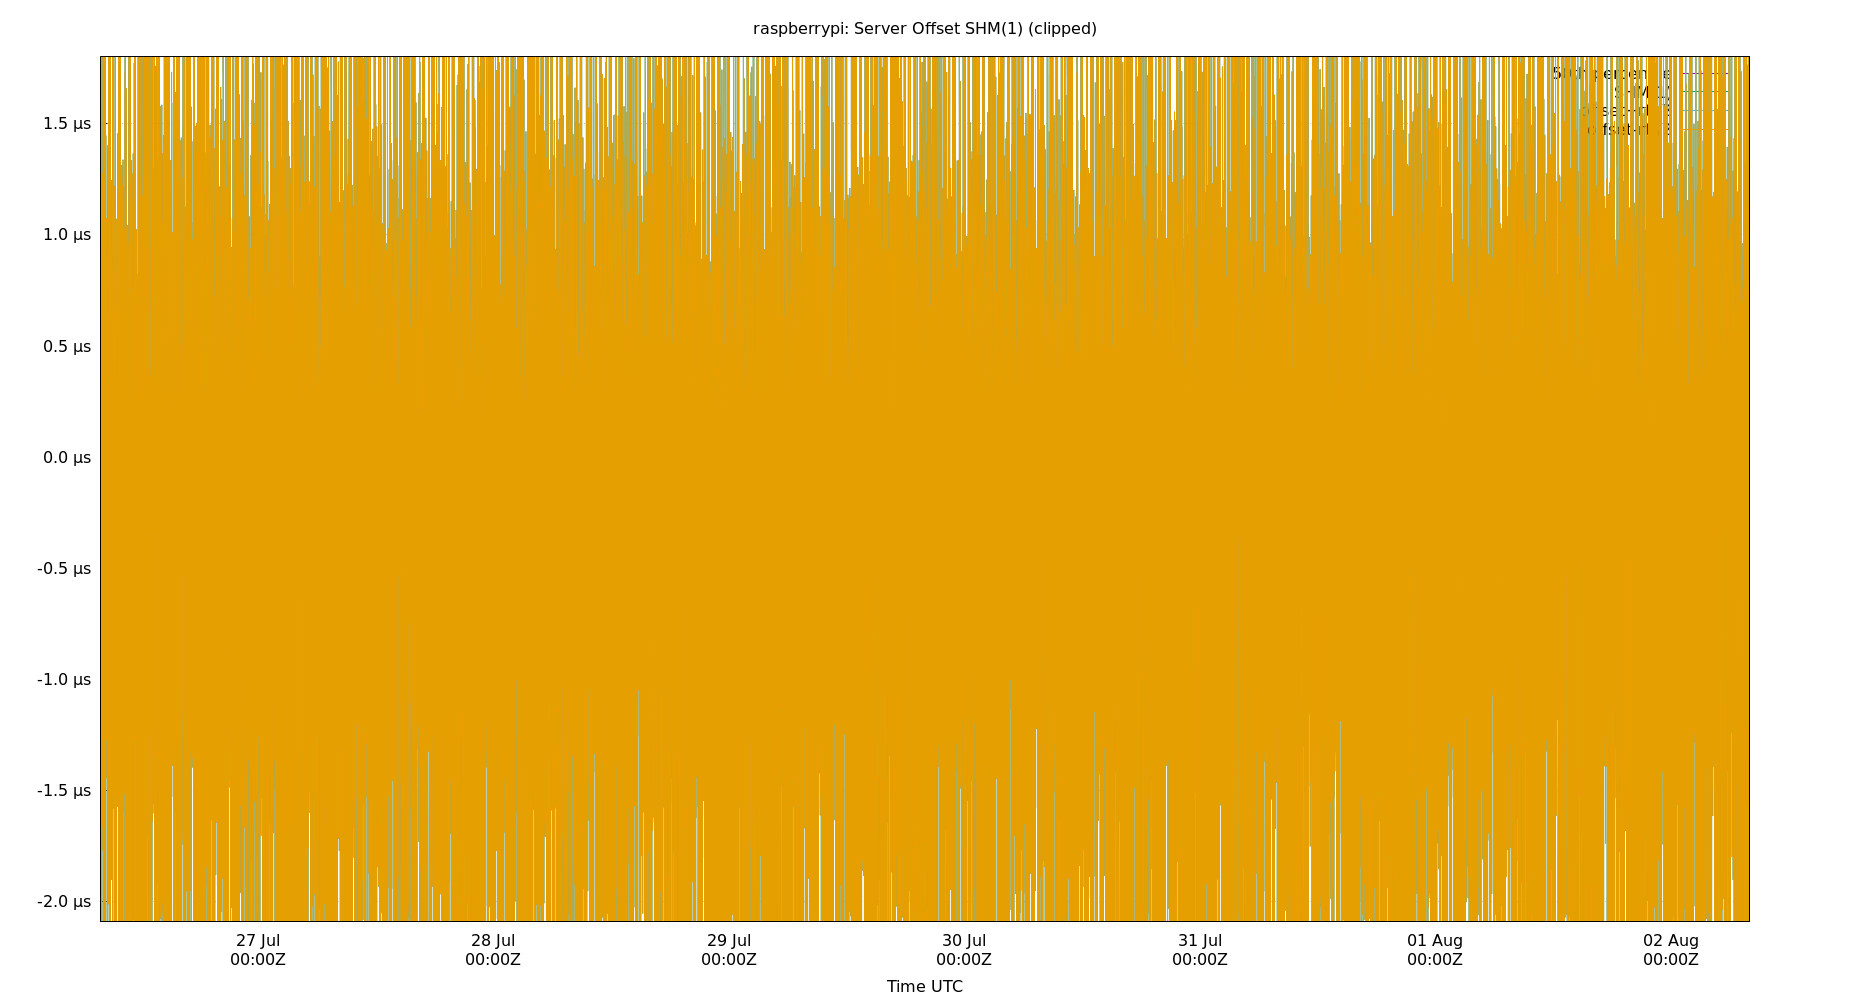 raspberrypi: Server Offset SHM(1) (clipped)
1.5 µs
1.0 µs
0.5 µs
0.0 µs
-0.5 µs
-1.0 µs
-1.5 µs
-2.0 µs
27 Jul 28 Jul 29 Jul 30 Jul 31 Jul 01 Aug 02 Aug
00:00Z 00:00Z 00:00Z 00:00Z 00:00Z 00:00Z 00:00Z
Time UTC